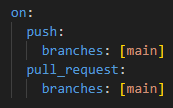 on:
  push:
    branches: [main]
  pull_request:
    branches: [main]